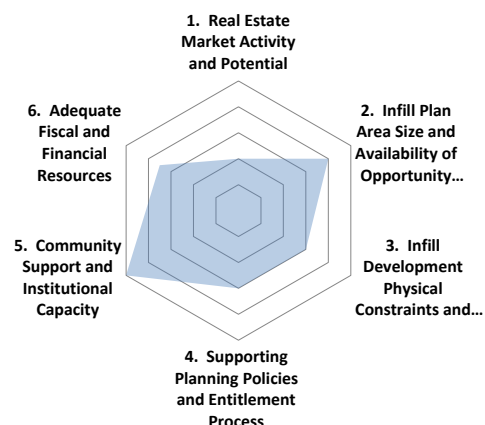 1. Real Estate
Market Activity
and Potential
2. Infill Plan
Area Size and
Availability of
Opportunity…
3. Infill
Development
Physical
Constraints and…
4. Supporting
Planning Policies
and Entitlement
Process
5. Community
Support and
Institutional
Capacity
6. Adequate
Fiscal and
Financial
Resources